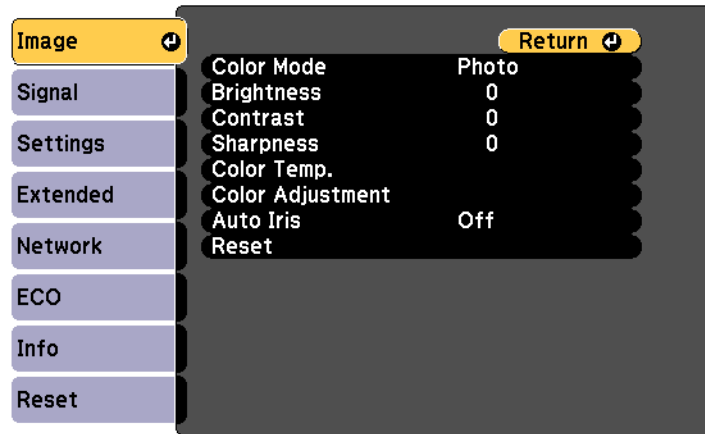 Image
Signal
Settings
Extended
Network
ECO
Info
Reset
Return
Color Mode Photo
Brightness 0
Contrast 0
Sharpness 0
Color Temp.
Color Adjustment
Auto Iris Off
Reset